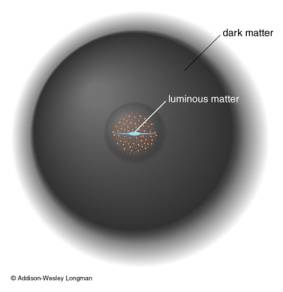 dark matter
luminous matter
© Addison-Wesley Longman